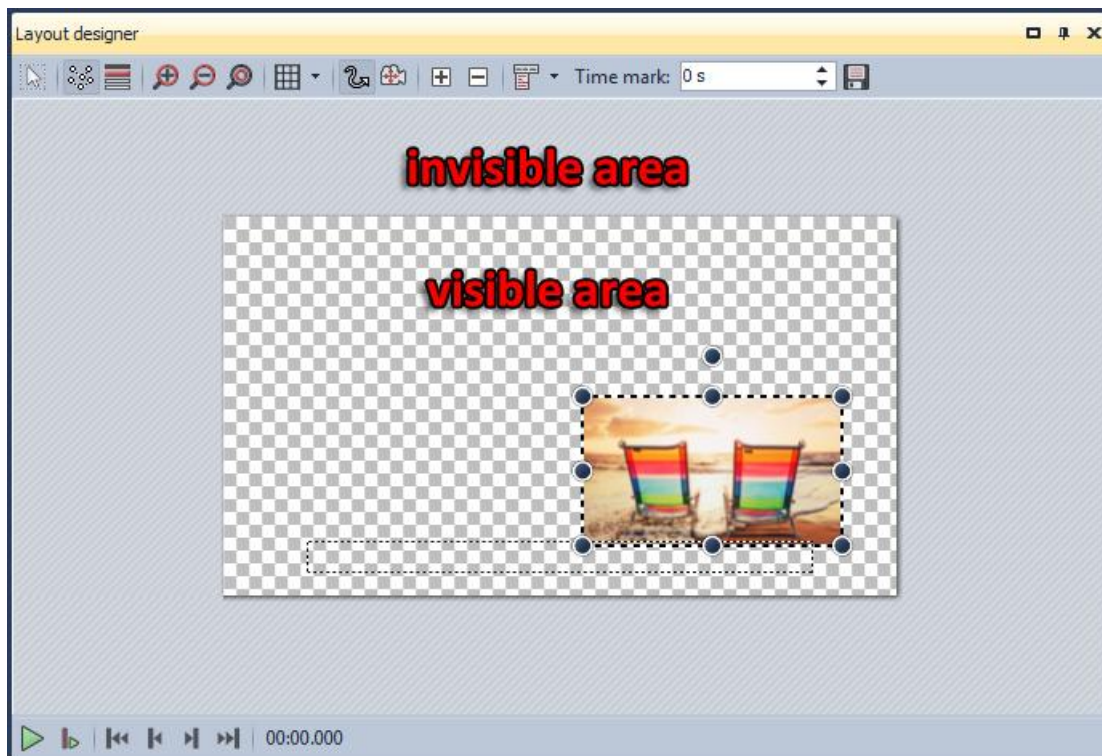 Layout designer
Time mark: 0 s
invisible area
visible area
00:00.000